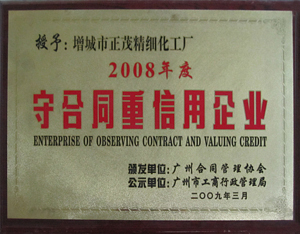 授予：增城市正茂精细化工厂
2008年度
守合同重信用企业
ENTERPRISE OF OBSERVING CONTRACT AND VALUING CREDIT
颁发单位：广州合同管理协会
公示单位：广州市工商行政管理局
二〇〇九年三月